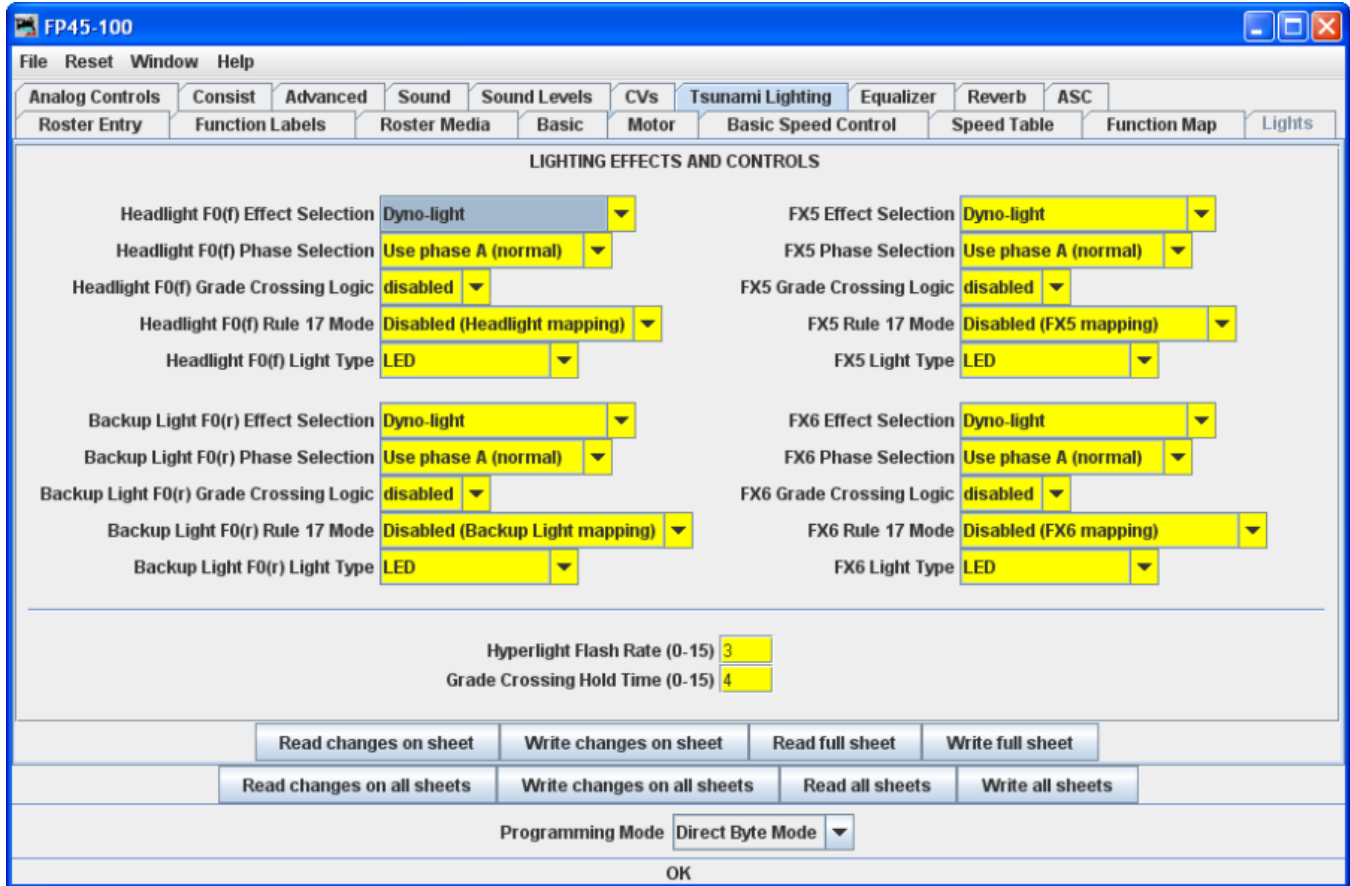 FP45-100
File Reset Window Help
Analog Controls Consist Advanced Sound Sound Levels CVs Tsunami Lighting Equalizer Reverb ASC
Roster Entry Function Labels Roster Media Basic Motor Basic Speed Control Speed Table Function Map Lights
LIGHTING EFFECTS AND CONTROLS
Headlight F0(f) Effect Selection Dyno-light FX5 Effect Selection Dyno-light
Headlight F0(f) Phase Selection Use phase A (normal) FX5 Phase Selection Use phase A (normal)
Headlight F0(f) Grade Crossing Logic disabled FX5 Grade Crossing Logic disabled
Headlight F0(f) Rule 17 Mode Disabled (Headlight mapping) FX5 Rule 17 Mode Disabled (FX5 mapping)
Headlight F0(f) Light Type LED FX5 Light Type LED
Backup Light F0(r) Effect Selection Dyno-light FX6 Effect Selection Dyno-light
Backup Light F0(r) Phase Selection Use phase A (normal) FX6 Phase Selection Use phase A (normal)
Backup Light F0(r) Grade Crossing Logic disabled FX6 Grade Crossing Logic disabled
Backup Light F0(r) Rule 17 Mode Disabled (Backup Light mapping) FX6 Rule 17 Mode Disabled (FX6 mapping)
Backup Light F0(r) Light Type LED FX6 Light Type LED
Hyperlight Flash Rate (0-15) 3
Grade Crossing Hold Time (0-15) 4
Read changes on sheet Write changes on sheet Read full sheet Write full sheet
Read changes on all sheets Write changes on all sheets Read all sheets Write all sheets
Programming Mode Direct Byte Mode
OK